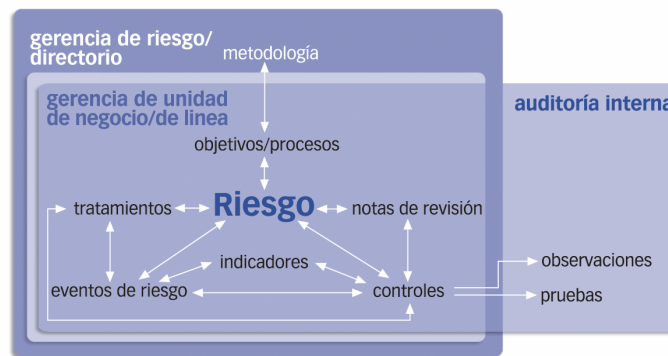 gerencia de riesgo/
directorio
metodología
gerencia de unidad
de negocio/de linea
auditoría interna
objetivos/procesos
tratamientos
Riesgo
notas de revisión
indicadores
observaciones
eventos de riesgo
controles
pruebas